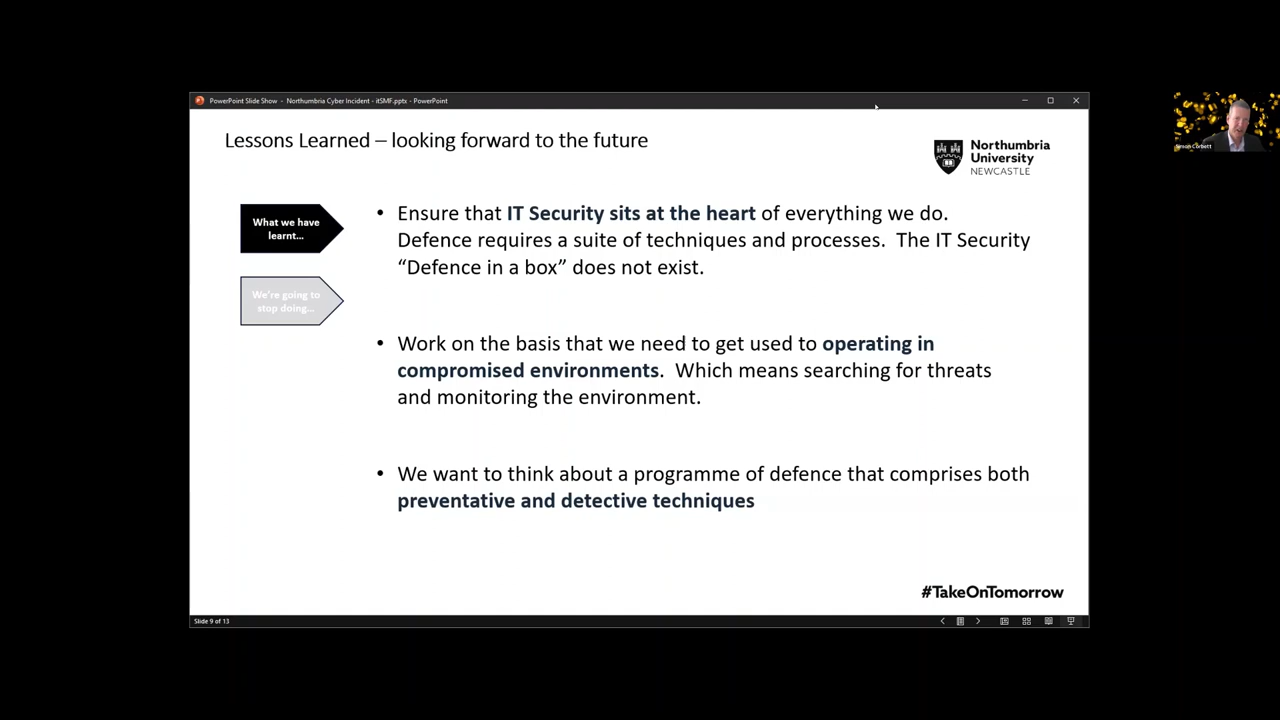 PowerPoint Slide Show - Northumbria Cyber Incident - itSMF.pptx - PowerPoint
Lessons Learned – looking forward to the future
Northumbria
University
NEWCASTLE
What we have
learnt...
We're going to
stop doing...
• Ensure that IT Security sits at the heart of everything we do.
Defence requires a suite of techniques and processes. The IT Security
“Defence in a box” does not exist.
• Work on the basis that we need to get used to operating in
compromised environments. Which means searching for threats
and monitoring the environment.
• We want to think about a programme of defence that comprises both
preventative and detective techniques
#TakeOnTomorrow
Slide 9 of 13
Simon Corbett